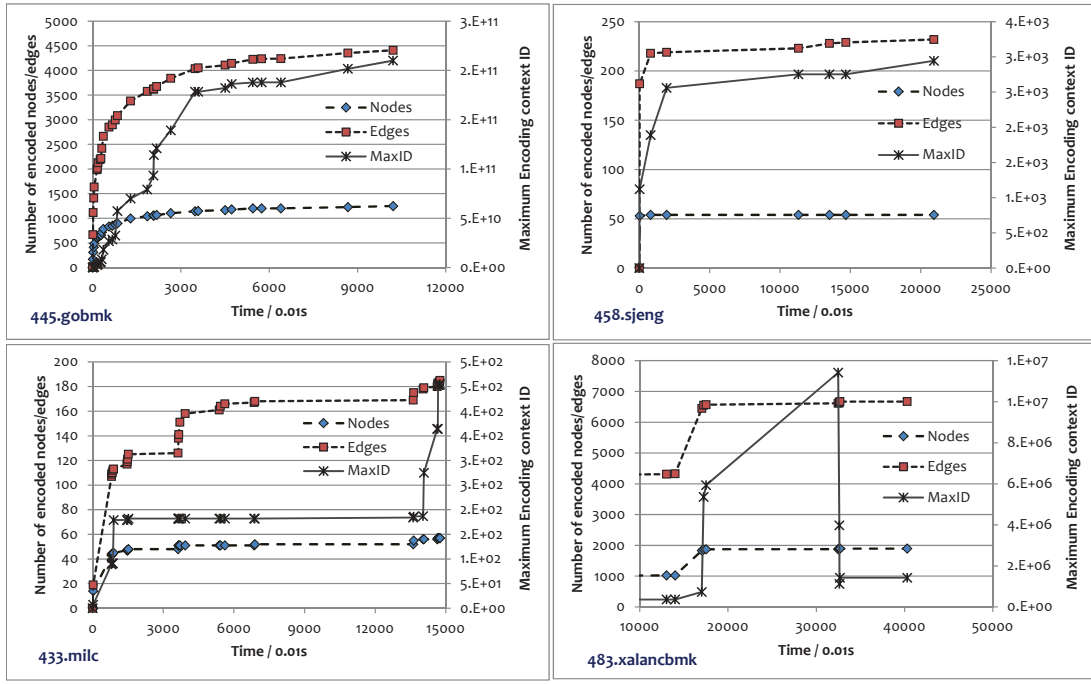 Number of encoded nodes/edges
5000
4500
4000
3500
3000
2500
2000
1500
1000
500
0
Nodes
Edges
MaxID
3.E+11
2.E+11
2.E+11
1.E+11
5.E+10
0.E+00
Maximum Encoding context ID
0
3000
6000
9000
12000
Time / 0.01s
445.gobmk
Number of encoded nodes/edges
250
200
150
100
50
0
Nodes
Edges
MaxID
4.E+03
3.E+03
3.E+03
2.E+03
2.E+03
1.E+03
5.E+02
0.E+00
Maximum Encoding context ID
0
5000
10000
15000
20000
25000
Time / 0.01s
458.sjeng
Number of encoded nodes/edges
200
180
160
140
120
100
80
60
40
20
0
Nodes
Edges
MaxID
5.E+02
5.E+02
4.E+02
4.E+02
3.E+02
3.E+02
2.E+02
2.E+02
1.E+02
5.E+01
0.E+00
Maximum Encoding context ID
0
3000
6000
9000
12000
15000
Time / 0.01s
433.milc
Number of encoded nodes/edges
8000
7000
6000
5000
4000
3000
2000
1000
0
Nodes
Edges
MaxID
1.E+07
1.E+07
8.E+06
6.E+06
4.E+06
2.E+06
0.E+00
Maximum Encoding context ID
10000
20000
30000
40000
50000
Time / 0.01s
483.xalancbmk